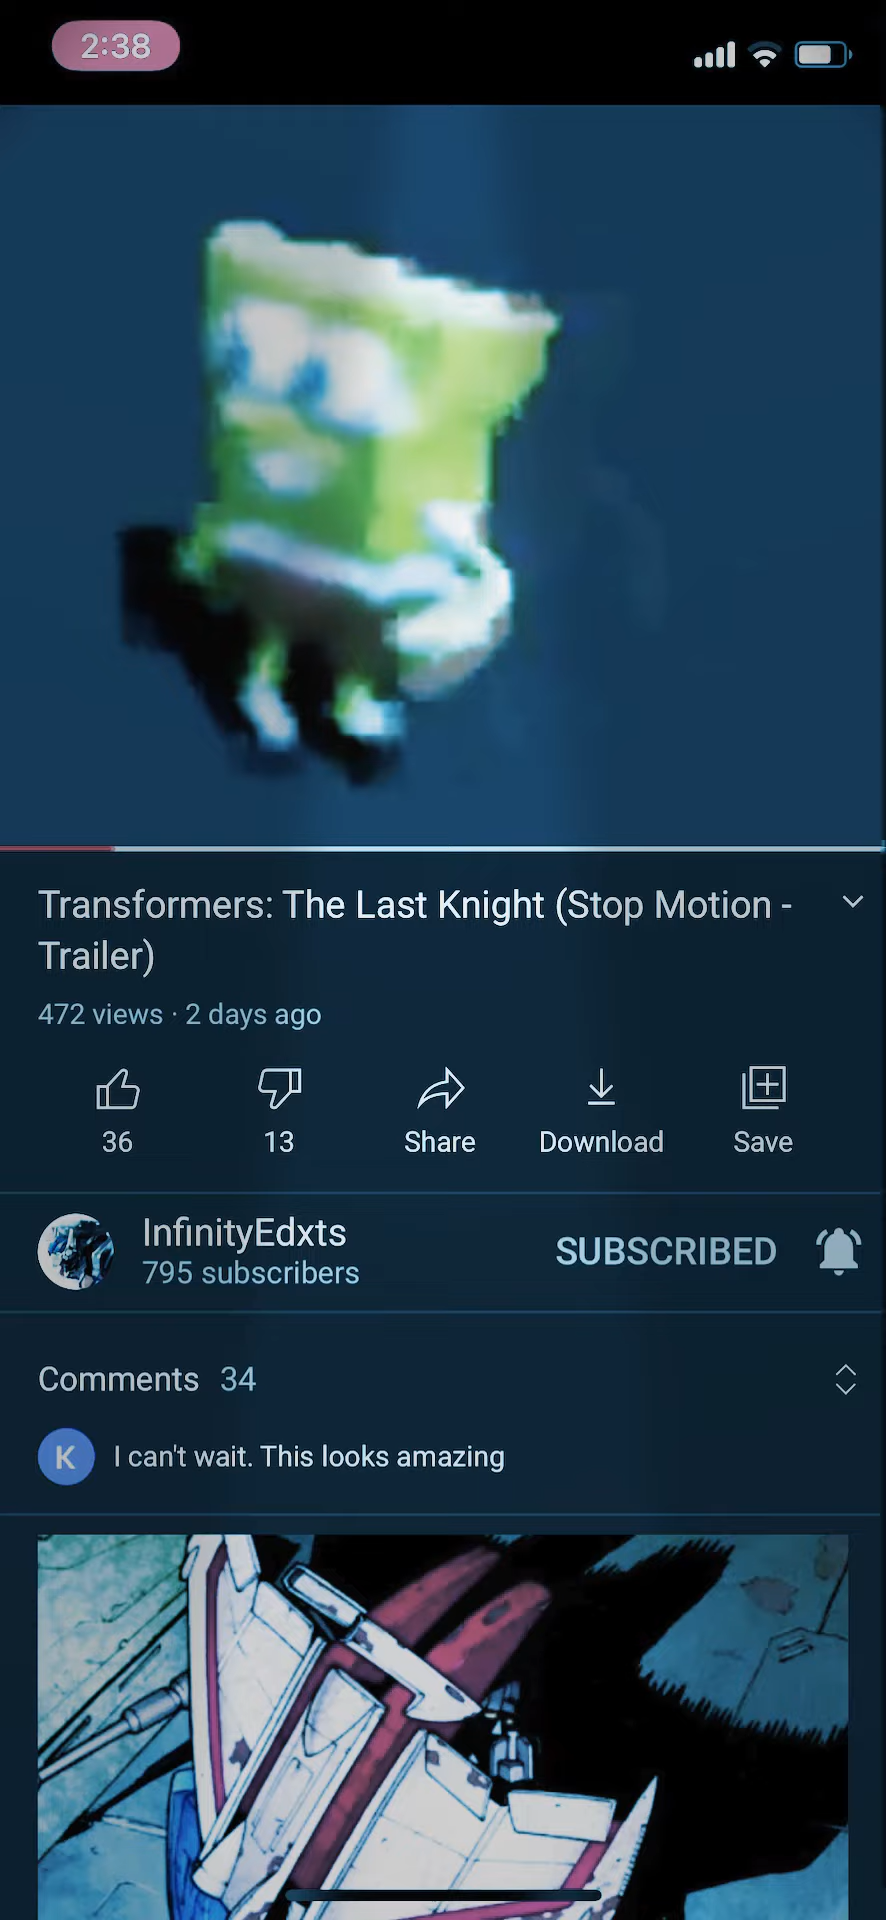 2:38
Transformers: The Last Knight (Stop Motion -
Trailer)
472 views · 2 days ago
36
13
Share
Download
Save
InfinityEdxts
795 subscribers
SUBSCRIBED
Comments 34
K
I can't wait. This looks amazing